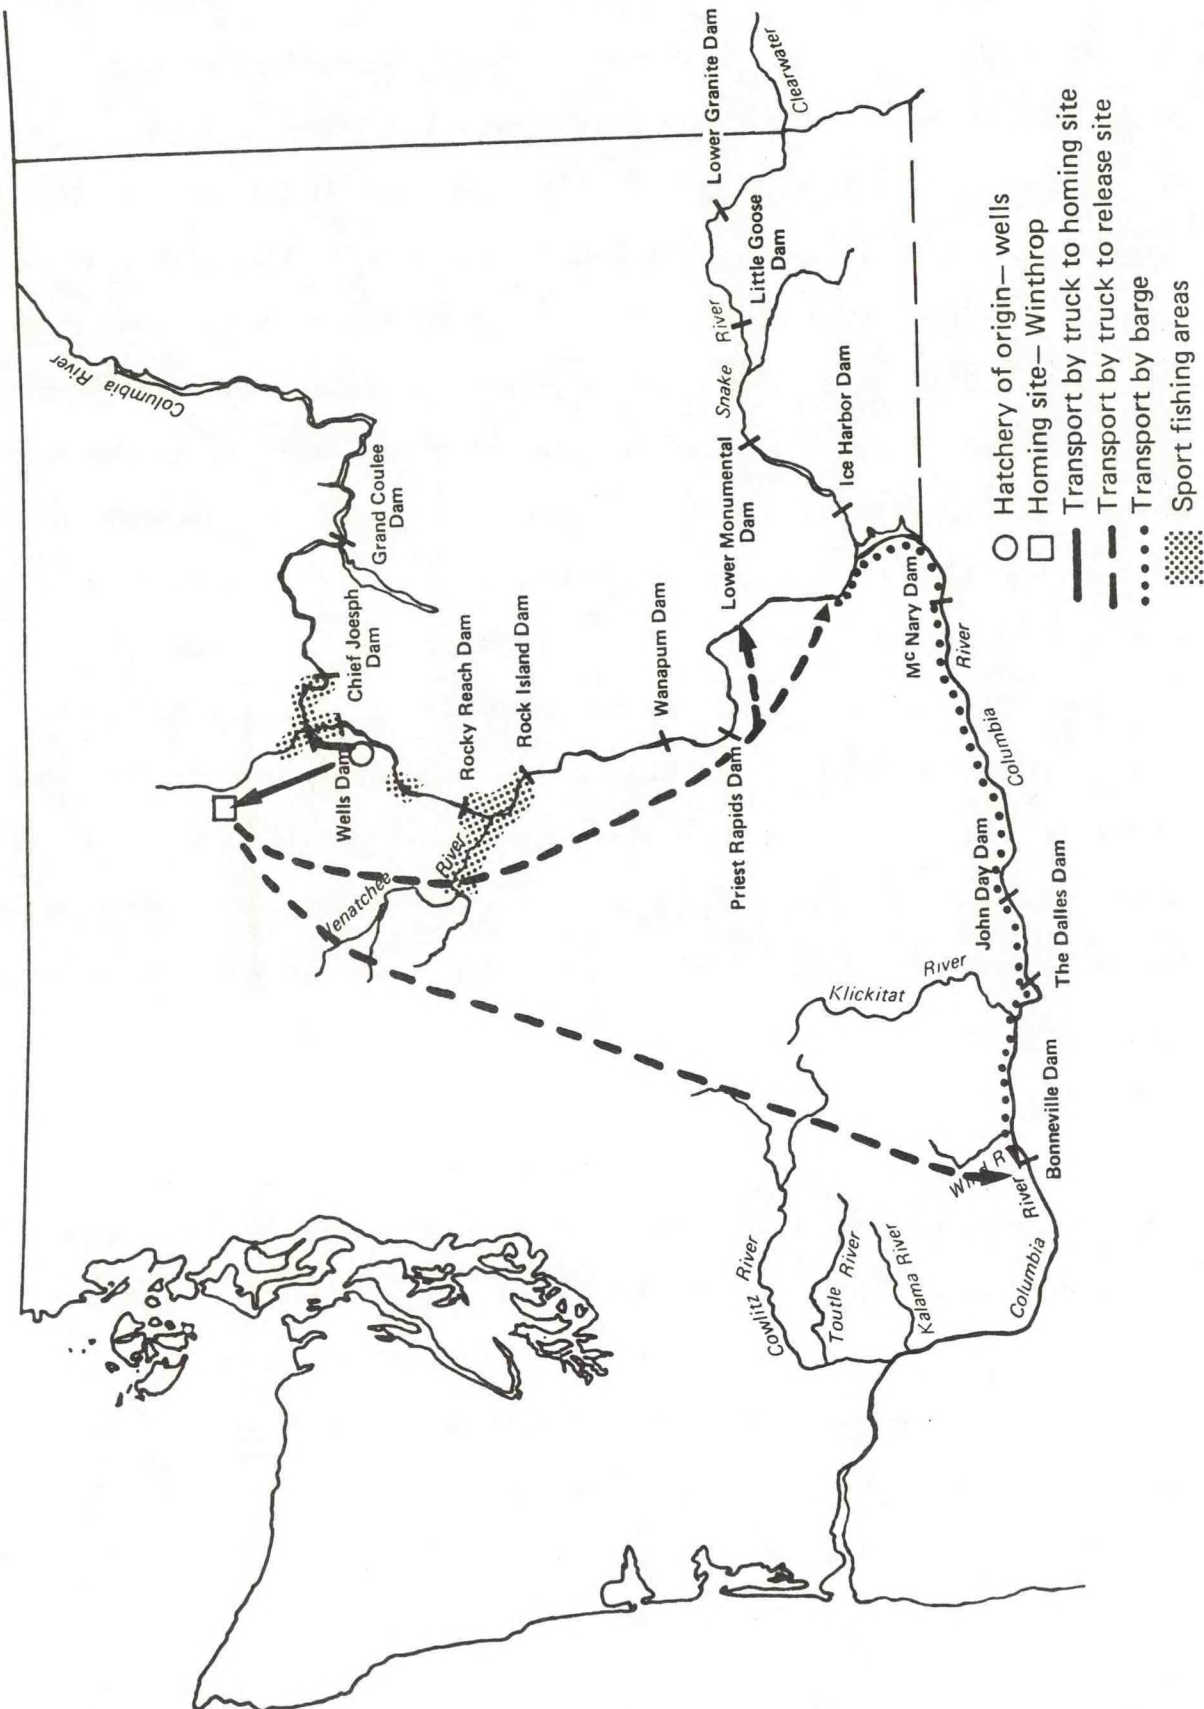 Columbia River
Grand Coulee
Dam
Chief Joesph
Dam
Wells Dam
Rocky Reach Dam
Rock Island Dam
Wenatchee
River
Wanapum Dam
Priest Rapids Dam
Lower Monumental
Dam
Snake River
Ice Harbor Dam
Little Goose
Dam
Lower Granite Dam
Clearwater
Mc Nary Dam
Columbia River
John Day Dam
The Dalles Dam
Klickitat River
Bonneville Dam
Wind R
Columbia River
Cowlitz River
Toutle River
Kalama River
Hatchery of origin– wells
Homing site– Winthrop
Transport by truck to homing site
Transport by truck to release site
Transport by barge
Sport fishing areas